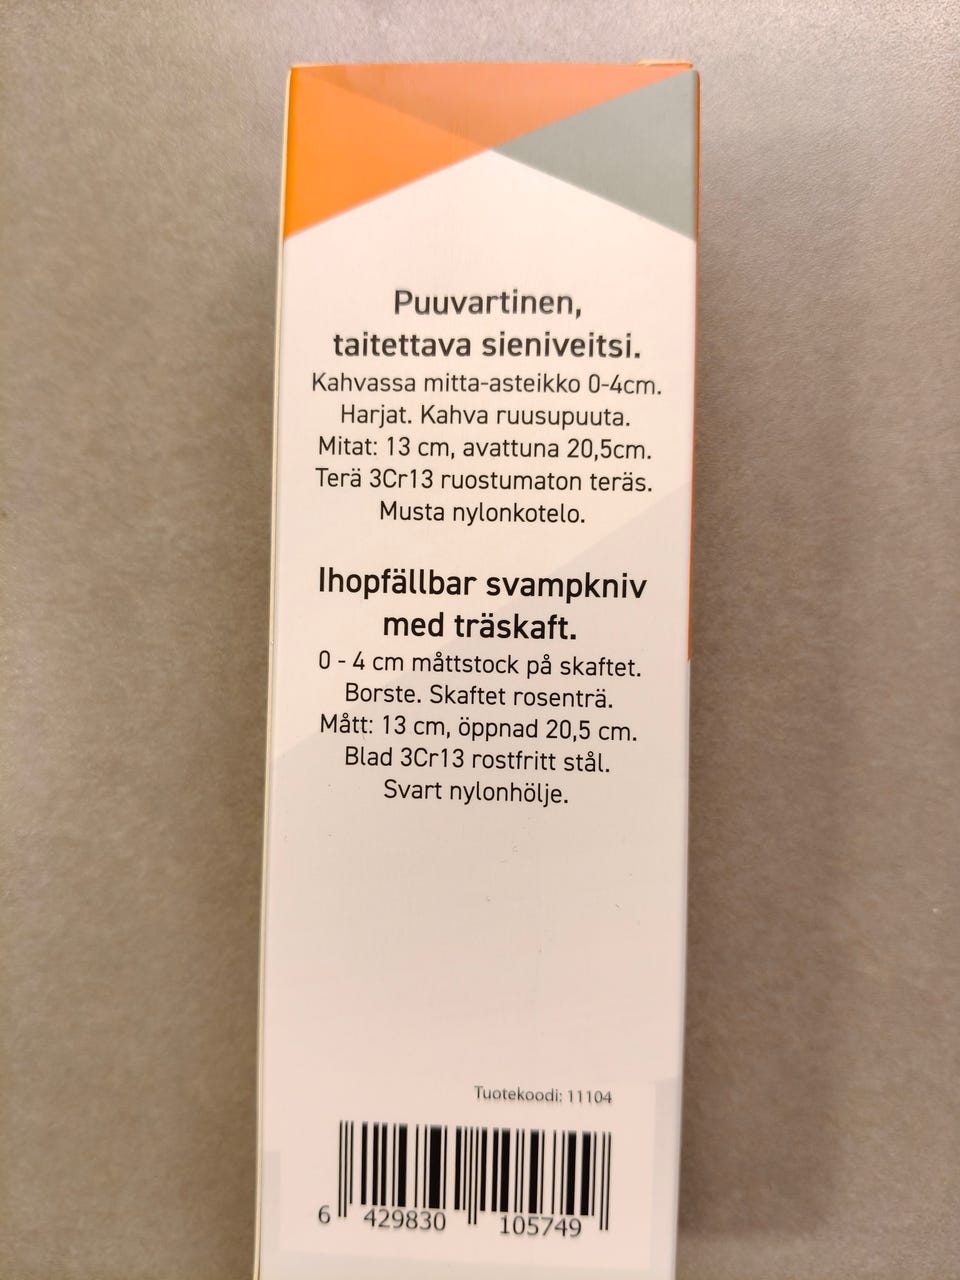 Puuvartinen,
taitettava sieniveitsi.
Kahvassa mitta-asteikko 0-4cm.
Harjat. Kahva ruusupuuta.
Mitat: 13 cm, avattuna 20,5cm.
Terä 3Cr13 ruostumaton teräs.
Musta nylonkotelo.
Ihopfällbar svampkniv
med träskaft.
0 - 4 cm måttstock på skaftet.
Borste. Skaftet rosenträ.
Mått: 13 cm, öppnad 20,5 cm.
Blad 3Cr13 rostfritt stål.
Svart nylonhölje.
Tuotekoodi: 11104
6 429830 105749